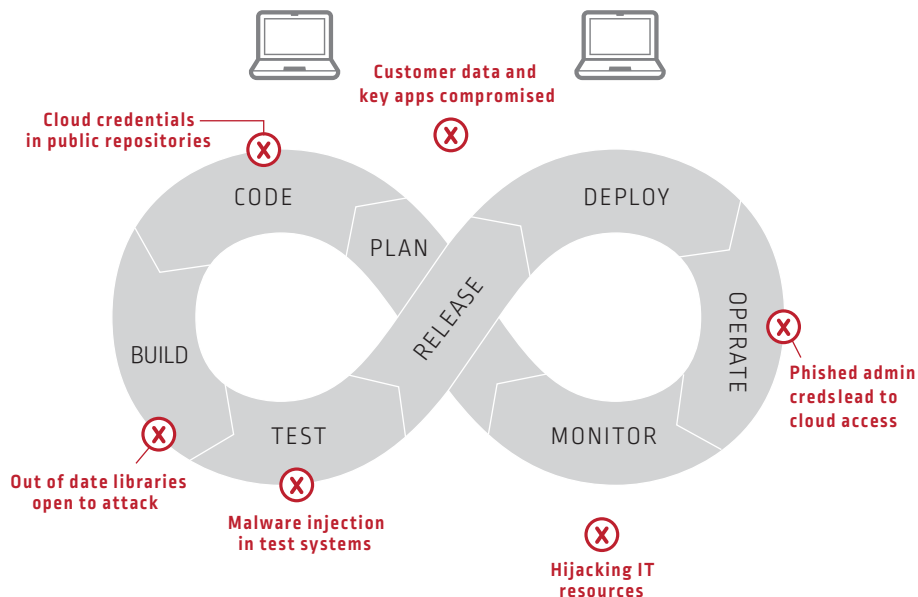 Customer data and
key apps compromised
Cloud credentials
in public repositories
CODE
DEPLOY
PLAN
RELEASE
OPERATE
BUILD
Phished admin
credslead to
cloud access
TEST
MONITOR
Out of date libraries
open to attack
Malware injection
in test systems
Hijacking IT
resources